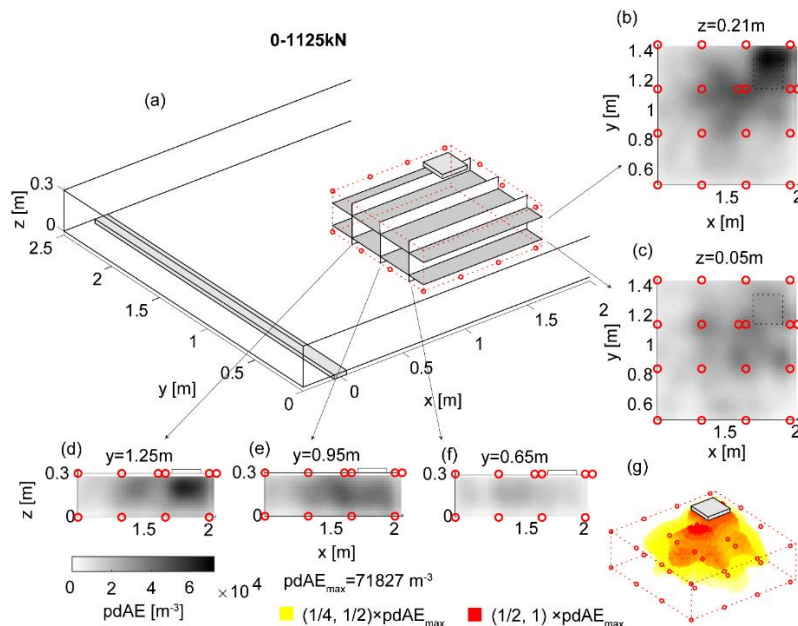 0-1125kN
(a)
z [m]
0.3
0
2.5
2
1.5
1
0.5
0
y [m]
0
0.5
1
1.5
2
x [m]
(b)
z=0.21m
1.4
1.2
1
0.8
0.6
y [m]
1.5
2
x [m]
(c)
z=0.05m
1.4
1.2
1
0.8
0.6
y [m]
1.5
2
x [m]
(d)
y=1.25m
0.3
0
z [m]
1.5
2
(e)
y=0.95m
0.3
0
1.5
2
x [m]
(f)
y=0.65m
0.3
0
1.5
2
(g)
0 2 4 6 ×10⁴
pdAE [m⁻³]
pdAEmax=71827 m⁻³
(1/4, 1/2)×pdAEmax
(1/2, 1) ×pdAEmax